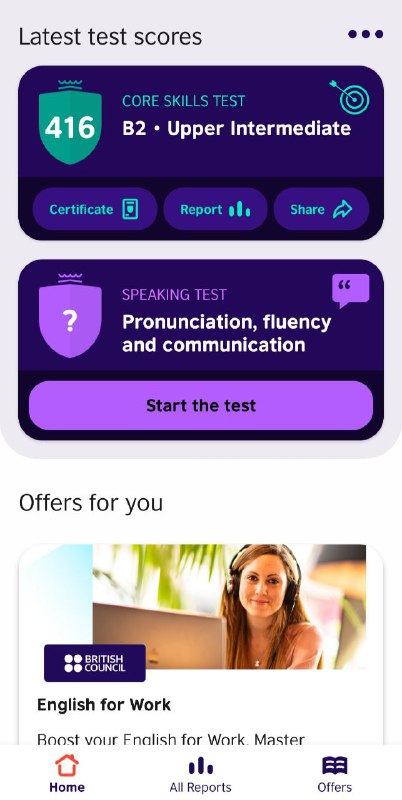 Latest test scores
416
CORE SKILLS TEST
B2 • Upper Intermediate
Certificate
Report
Share
?
SPEAKING TEST
“
Pronunciation, fluency
and communication
Start the test
Offers for you
BRITISH
COUNCIL
English for Work
Boost your English for Work. Master
Home
All Reports
Offers